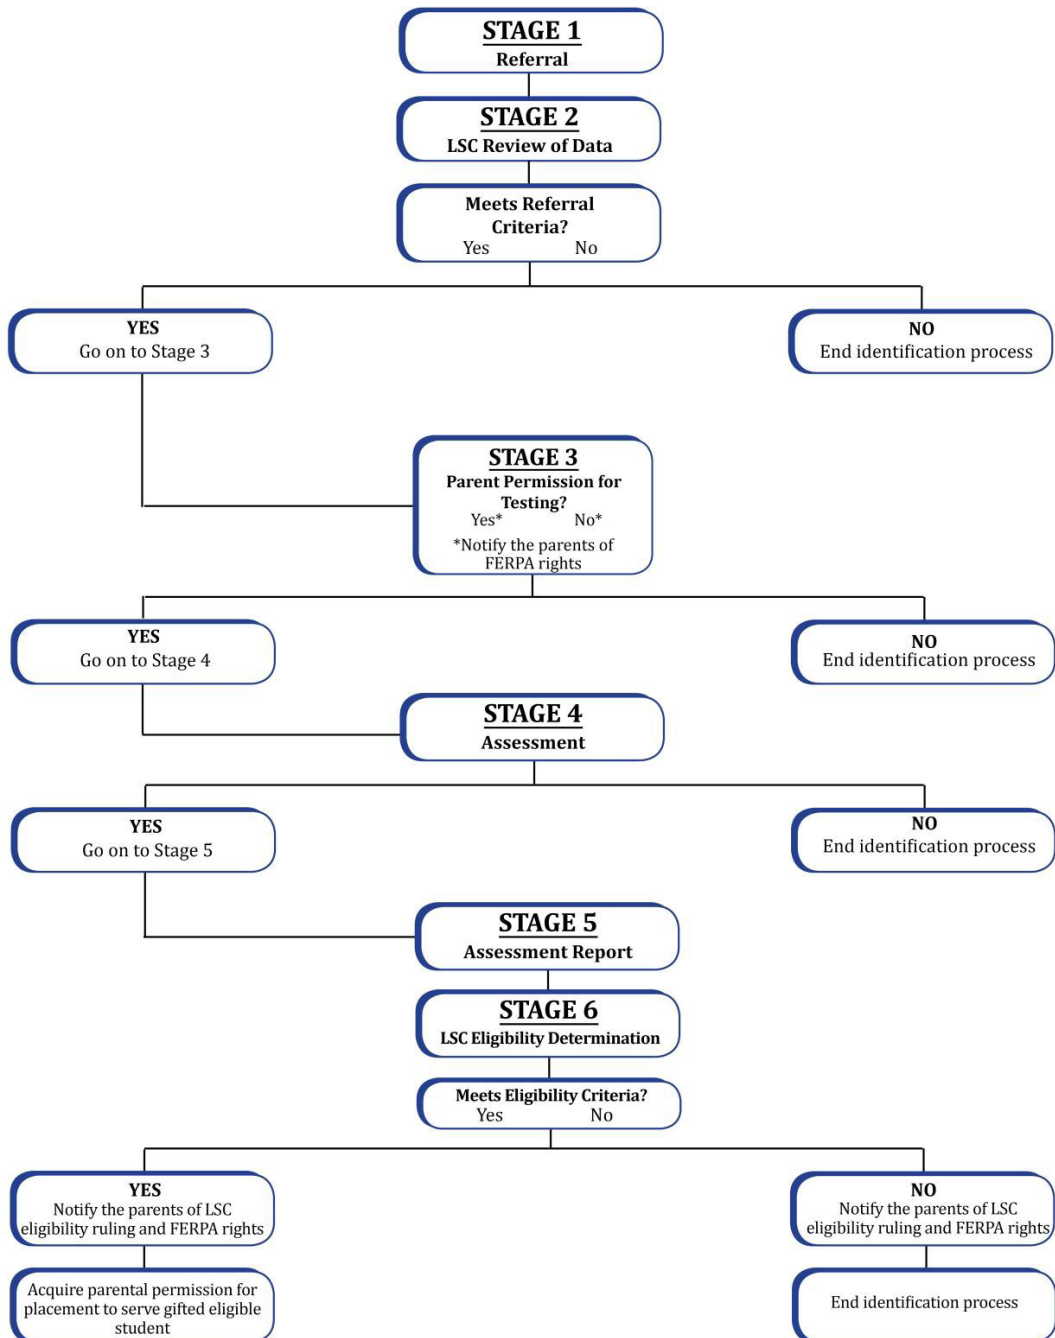 STAGE 1
Referral
STAGE 2
LSC Review of Data
Meets Referral
Criteria?
Yes No
YES
Go on to Stage 3
NO
End identification process
STAGE 3
Parent Permission for
Testing?
Yes* No*
*Notify the parents of
FERPA rights
YES
Go on to Stage 4
NO
End identification process
STAGE 4
Assessment
YES
Go on to Stage 5
NO
End identification process
STAGE 5
Assessment Report
STAGE 6
LSC Eligibility Determination
Meets Eligibility Criteria?
Yes No
YES
Notify the parents of LSC
eligibility ruling and FERPA rights
NO
Notify the parents of LSC
eligibility ruling and FERPA rights
Acquire parental permission for
placement to serve gifted eligible
student
End identification process